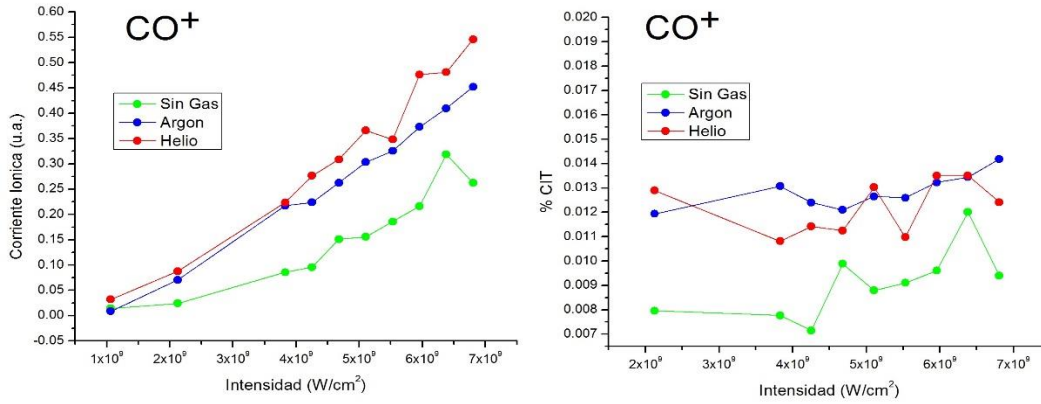 CO⁺
0.60
0.55
0.50
0.45
0.40
0.35
0.30
0.25
0.20
0.15
0.10
0.05
0.00
-0.05
Corriente Ionica (u.a.)
Sin Gas
Argon
Helio
1x10⁹ 2x10⁹ 3x10⁹ 4x10⁹ 5x10⁹ 6x10⁹ 7x10⁹
Intensidad (W/cm²)
CO⁺
0.020
0.019
0.018
0.017
0.016
0.015
0.014
0.013
0.012
0.011
0.010
0.009
0.008
0.007
% CIT
Sin Gas
Argon
Helio
2x10⁹ 3x10⁹ 4x10⁹ 5x10⁹ 6x10⁹ 7x10⁹
Intensidad (W/cm²)